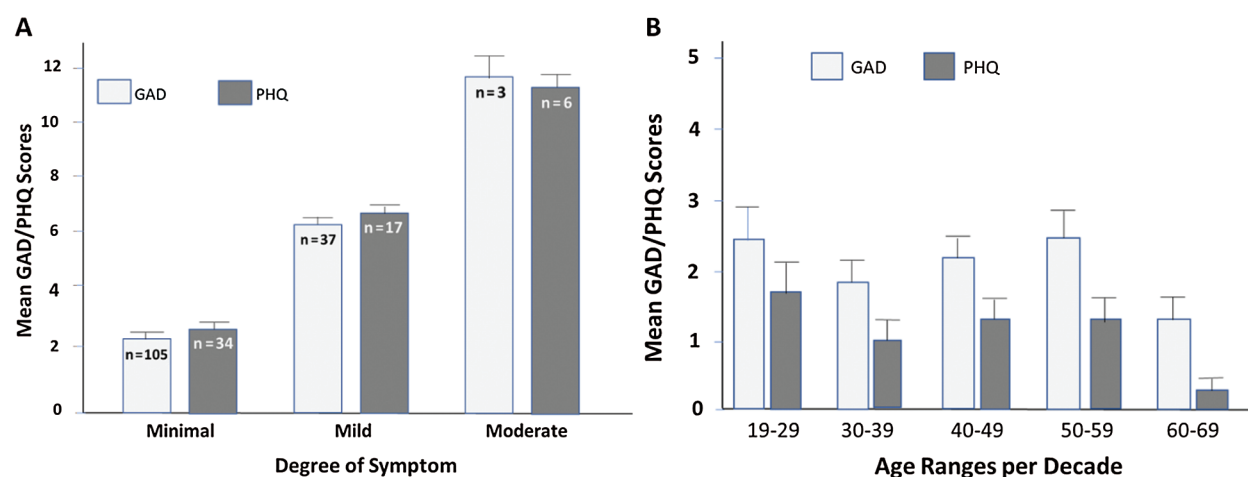 A
Mean GAD/PHQ Scores
12
10
8
6
4
2
0
GAD
PHQ
n=105
n=34
n=37
n=17
n=3
n=6
Minimal
Mild
Moderate
Degree of Symptom
B
Mean GAD/PHQ Scores
5
4
3
2
1
0
GAD
PHQ
19-29
30-39
40-49
50-59
60-69
Age Ranges per Decade